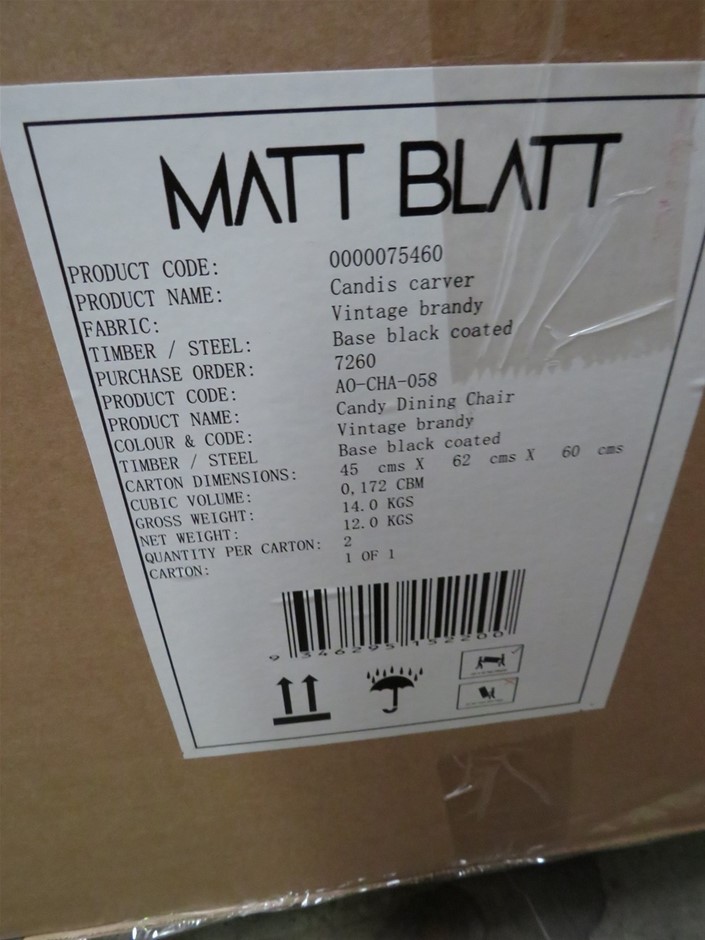 MATT BLATT
PRODUCT CODE: 0000075460
PRODUCT NAME: Candis carver
FABRIC: Vintage brandy
TIMBER / STEEL: Base black coated
PURCHASE ORDER: 7260
PRODUCT CODE: AO-CHA-058
PRODUCT NAME: Candy Dining Chair
COLOUR & CODE: Vintage brandy
TIMBER / STEEL Base black coated
CARTON DIMENSIONS: 45 cms X 62 cms X 60 cms
CUBIC VOLUME: 0,172 CBM
GROSS WEIGHT: 14.0 KGS
NET WEIGHT: 12.0 KGS
QUANTITY PER CARTON: 2
CARTON: 1 OF 1
9 346295 152200